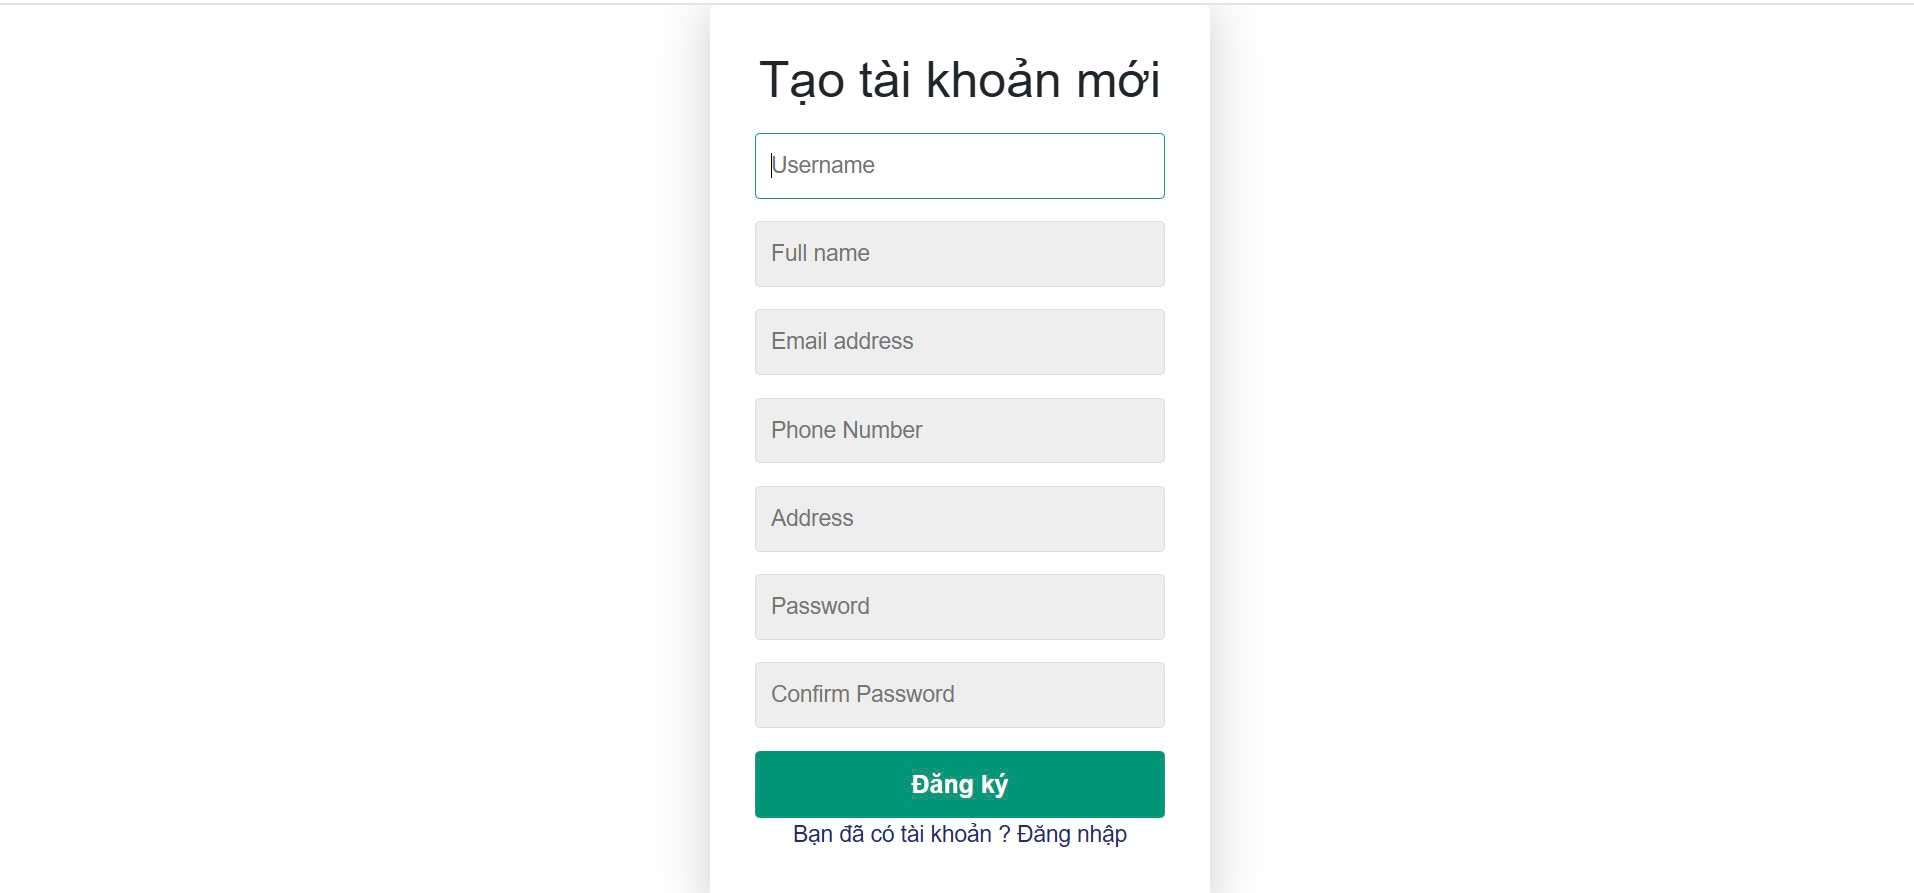 Tạo tài khoản mới
Username
Full name
Email address
Phone Number
Address
Password
Confirm Password
Đăng ký
Bạn đã có tài khoản ? Đăng nhập